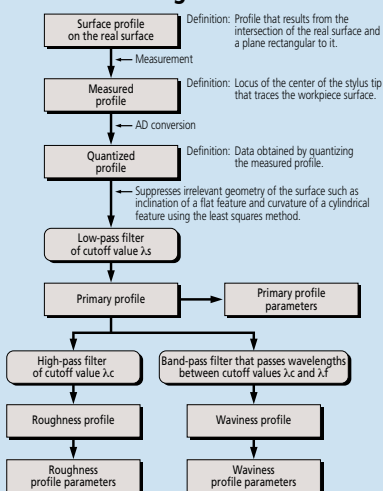 Surface profile
on the real surface
Definition: Profile that results from the
intersection of the real surface and
a plane rectangular to it.
Measurement
Measured
profile
Definition: Locus of the center of the stylus tip
that traces the workpiece surface.
AD conversion
Quantized
profile
Definition: Data obtained by quantizing
the measured profile.
Suppresses irrelevant geometry of the surface such as
inclination of a flat feature and curvature of a cylindrical
feature using the least squares method.
Low-pass filter
of cutoff value λs
Primary profile
Primary profile
parameters
High-pass filter
of cutoff value λc
Band-pass filter that passes wavelengths
between cutoff values λc and λf
Roughness profile
Waviness profile
Roughness
profile parameters
Waviness
profile parameters